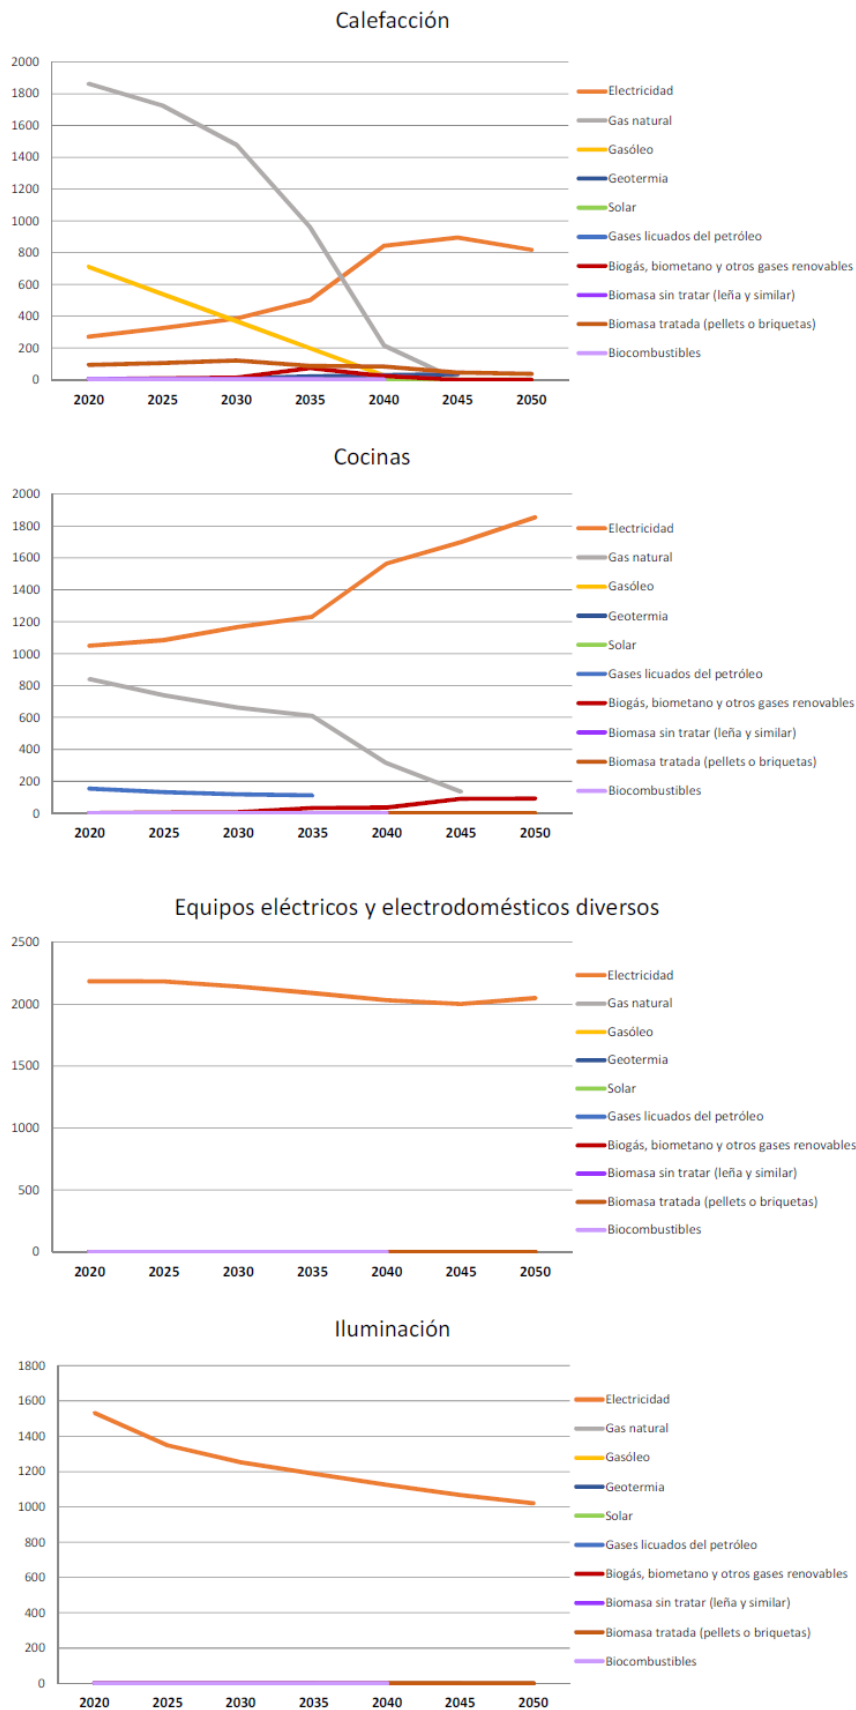 Calefacción
2000
1800
1600
1400
1200
1000
800
600
400
200
0
2020 2025 2030 2035 2040 2045 2050
Electricidad
Gas natural
Gasóleo
Geotermia
Solar
Gases licuados del petróleo
Biogás, biometano y otros gases renovables
Biomasa sin tratar (leña y similar)
Biomasa tratada (pellets o briquetas)
Biocombustibles
Cocinas
2000
1800
1600
1400
1200
1000
800
600
400
200
0
2020 2025 2030 2035 2040 2045 2050
Electricidad
Gas natural
Gasóleo
Geotermia
Solar
Gases licuados del petróleo
Biogás, biometano y otros gases renovables
Biomasa sin tratar (leña y similar)
Biomasa tratada (pellets o briquetas)
Biocombustibles
Equipos eléctricos y electrodomésticos diversos
2500
2000
1500
1000
500
0
2020 2025 2030 2035 2040 2045 2050
Electricidad
Gas natural
Gasóleo
Geotermia
Solar
Gases licuados del petróleo
Biogás, biometano y otros gases renovables
Biomasa sin tratar (leña y similar)
Biomasa tratada (pellets o briquetas)
Biocombustibles
Iluminación
1800
1600
1400
1200
1000
800
600
400
200
0
2020 2025 2030 2035 2040 2045 2050
Electricidad
Gas natural
Gasóleo
Geotermia
Solar
Gases licuados del petróleo
Biogás, biometano y otros gases renovables
Biomasa sin tratar (leña y similar)
Biomasa tratada (pellets o briquetas)
Biocombustibles